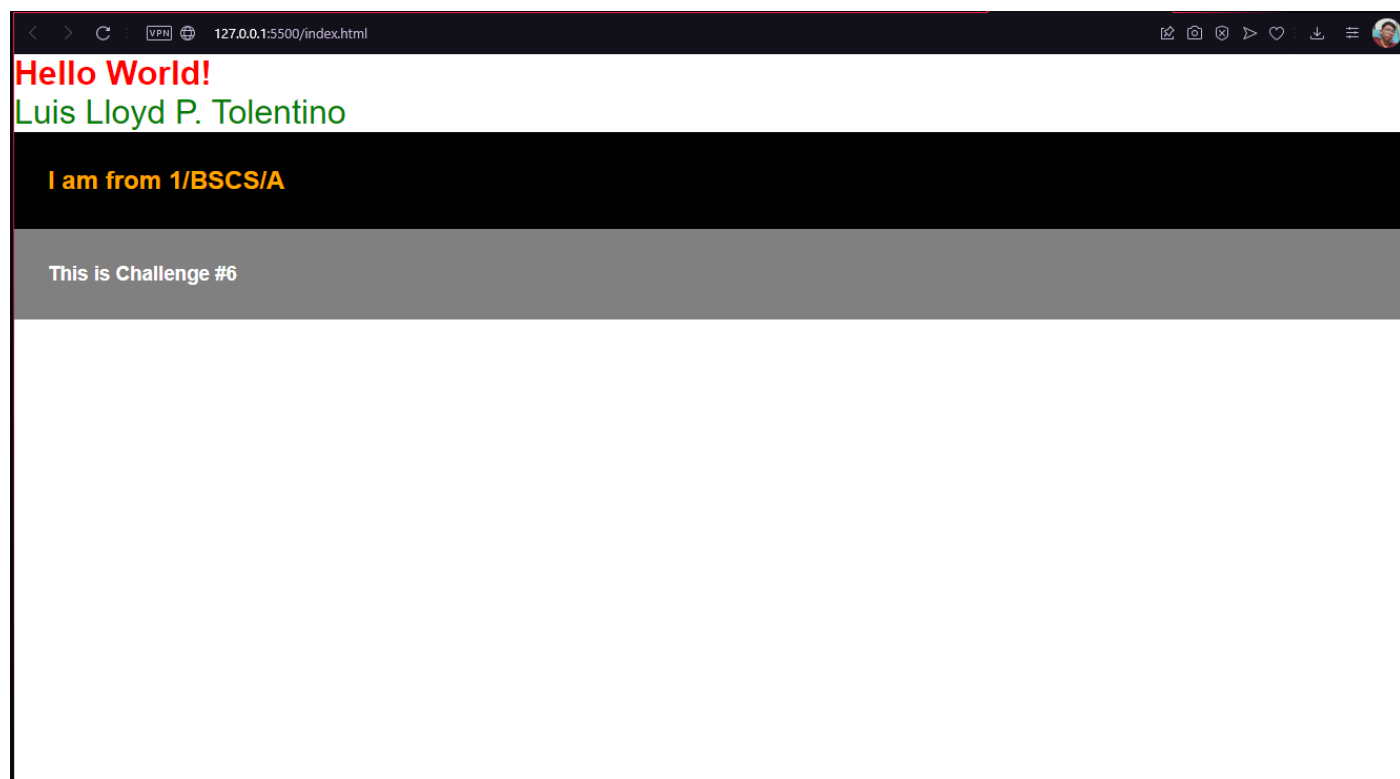 VPN 127.0.0.1:5500/index.html
Hello World!
Luis Lloyd P. Tolentino
I am from 1/BSCS/A
This is Challenge #6